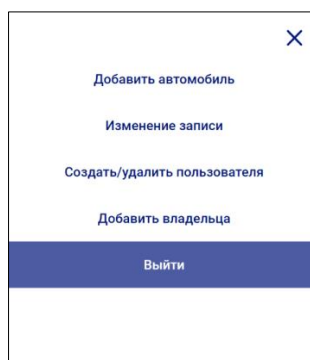 Добавить автомобиль
Изменение записи
Создать/удалить пользователя
Добавить владельца
Выйти